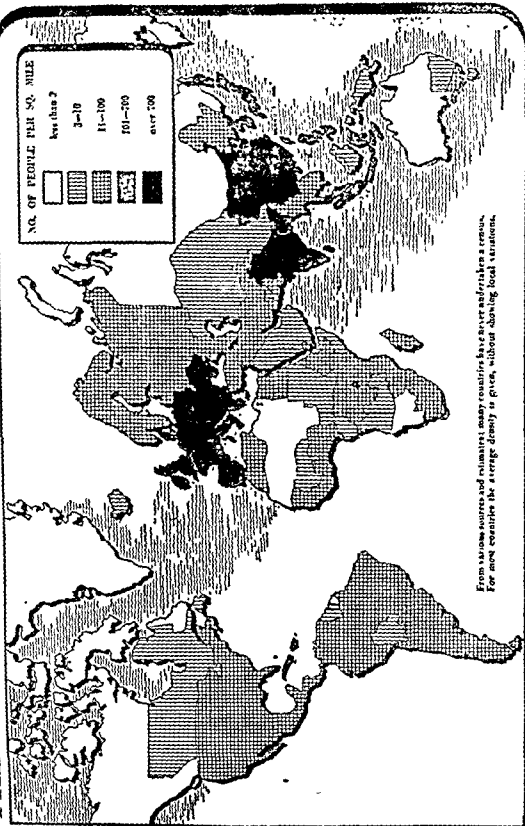 NO. OF PEOPLE PER SQ. MILE
less than 2
3–10
11–100
101–200
over 200
From various sources and estimates: many countries have never undertaken a census.
For most countries the average density is given, without showing local variations.